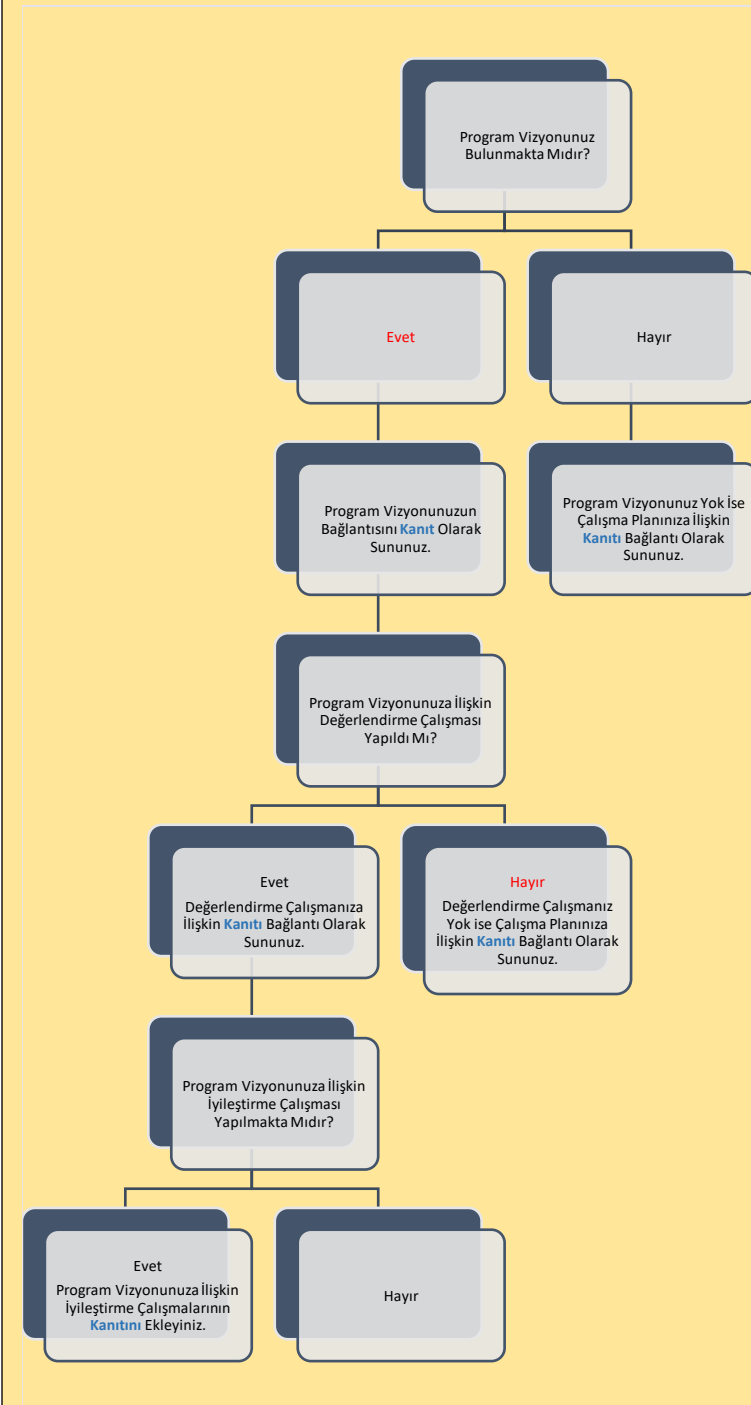 Program Vizyonunuz
Bulunmakta Mıdır?
Evet
Hayır
Program Vizyonunuzun
Bağlantısını Kanıt Olarak
Sununuz.
Program Vizyonunuz Yok İse
Çalışma Planınıza İlişkin
Kanıtı Bağlantı Olarak
Sununuz.
Program Vizyonunuza İlişkin
Değerlendirme Çalışması
Yapıldı Mı?
Evet
Değerlendirme Çalışmanıza
İlişkin Kanıtı Bağlantı Olarak
Sununuz.
Hayır
Değerlendirme Çalışmanız
Yok ise Çalışma Planınıza
İlişkin Kanıtı Bağlantı Olarak
Sununuz.
Program Vizyonunuza İlişkin
İyileştirme Çalışması
Yapılmakta Mıdır?
Evet
Program Vizyonunuza İlişkin
İyileştirme Çalışmalarının
Kanıtını Ekleyiniz.
Hayır